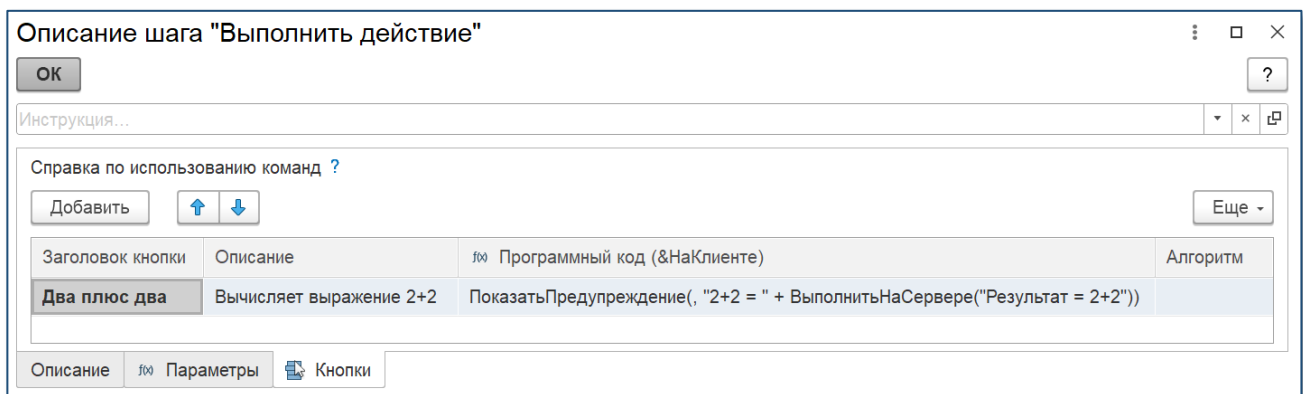 Описание шага "Выполнить действие"
ОК
?
Инструкция...
Справка по использованию команд ?
Добавить
Еще
Заголовок кнопки Описание f(x) Программный код (&НаКлиенте) Алгоритм
Два плюс два Вычисляет выражение 2+2 ПоказатьПредупреждение(, "2+2 = " + ВыполнитьНаСервере("Результат = 2+2"))
Описание f(x) Параметры Кнопки